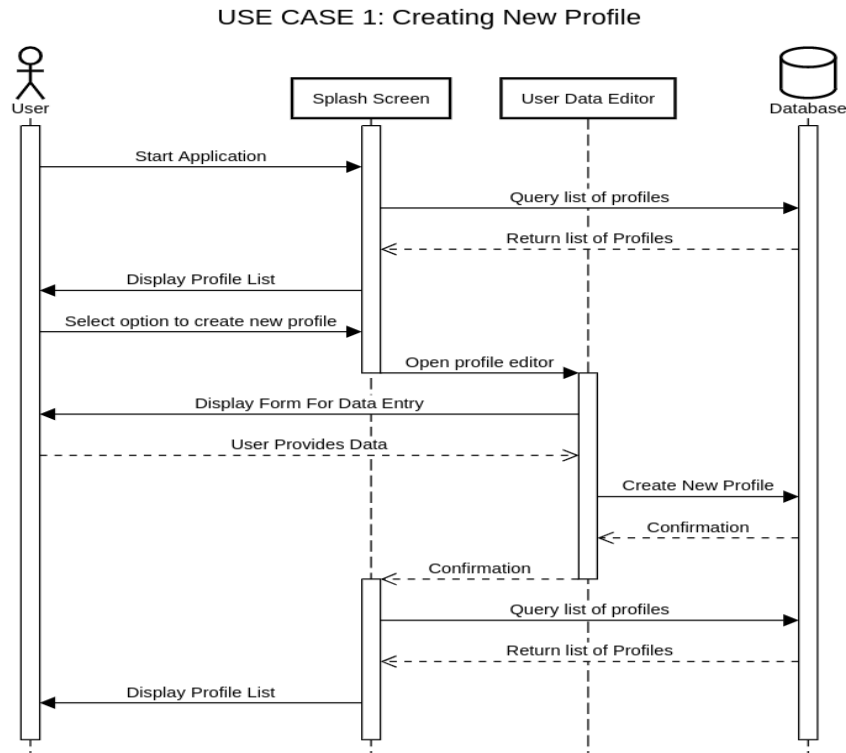 USE CASE 1: Creating New Profile
User
Splash Screen
User Data Editor
Database
Start Application
Query list of profiles
Return list of Profiles
Display Profile List
Select option to create new profile
Open profile editor
Display Form For Data Entry
User Provides Data
Create New Profile
Confirmation
Confirmation
Query list of profiles
Return list of Profiles
Display Profile List